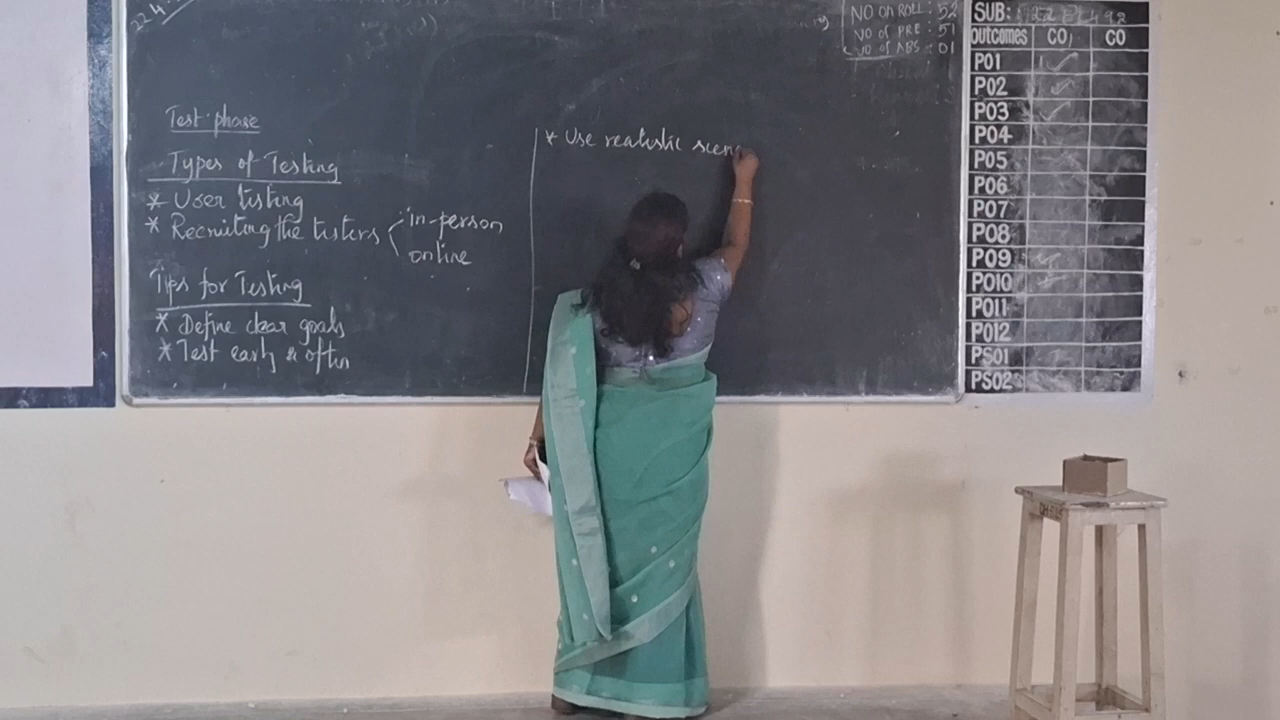 22.4.
NO ON ROLL : 52
NO OF PRE : 51
NO OF ABS : 01
Test phase
Types of Testing
* User testing
* Recruiting the testers
in-person
online
Tips for Testing
* Define clear goals
* Test early & often
* Use realistic scen
SUB:
OUTCOMES CO1 CO
PO1 ✓
PO2 ✓
PO3 ✓
PO4
PO5
PO6
PO7
PO8
PO9 ✓
PO10
PO11
PO12
PSO1
PSO2